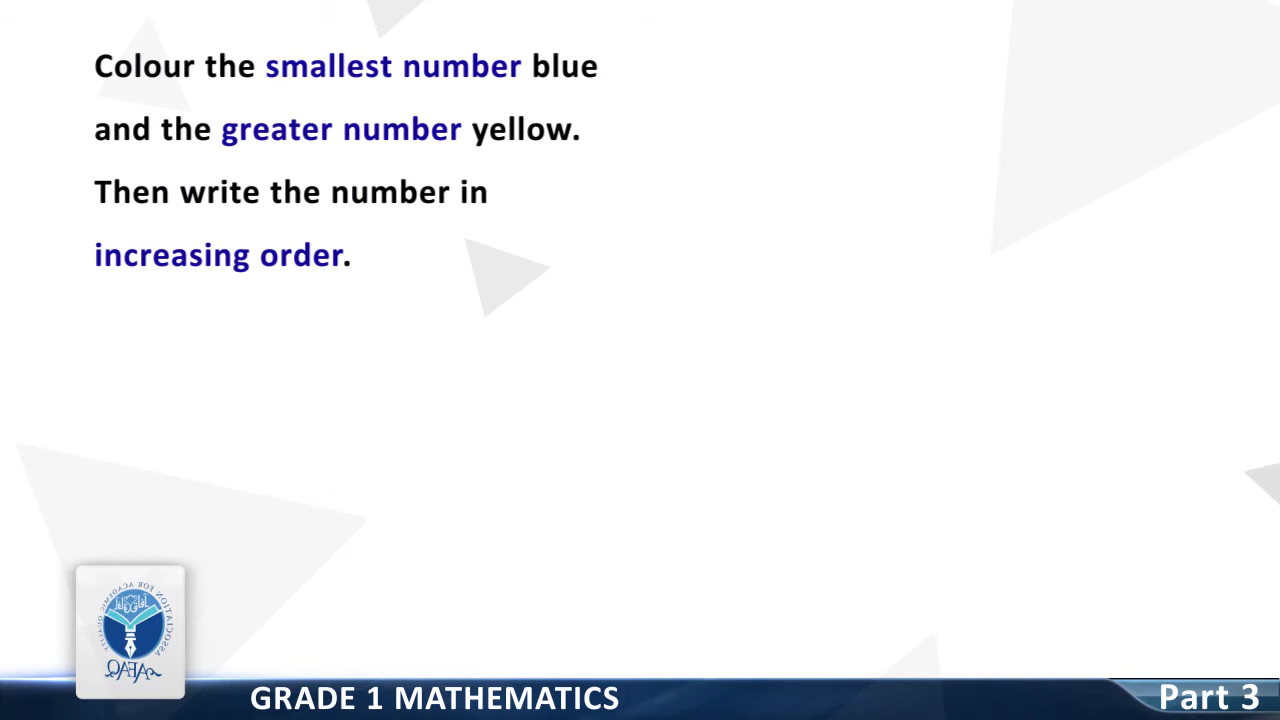 Colour the smallest number blue
and the greater number yellow.
Then write the number in
increasing order.
AFAQ
GRADE 1 MATHEMATICS
Part 3